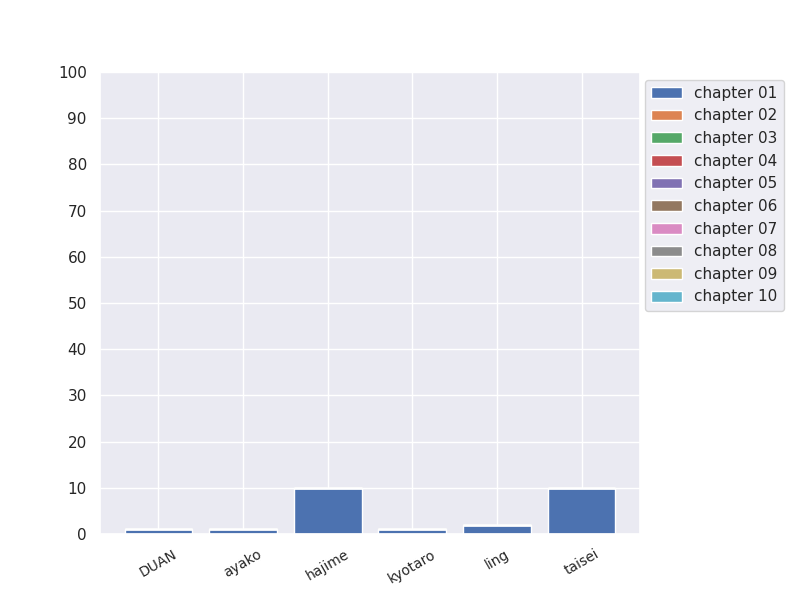 100
90
80
70
60
50
40
30
20
10
0
DUAN
ayako
hajime
kyotaro
ling
taisei
chapter 01
chapter 02
chapter 03
chapter 04
chapter 05
chapter 06
chapter 07
chapter 08
chapter 09
chapter 10